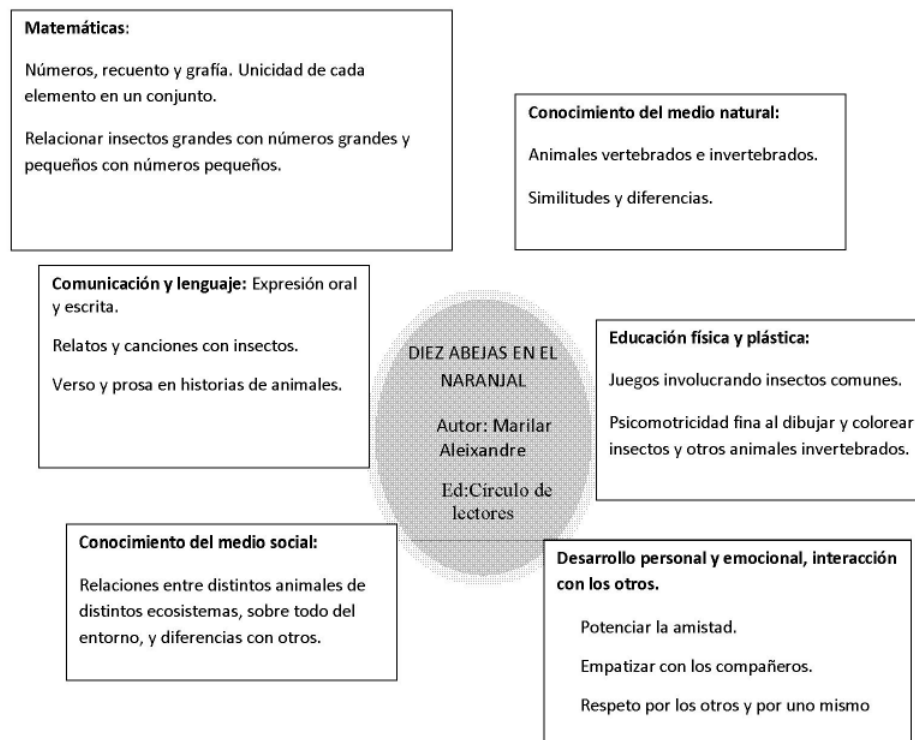 Matemáticas:
Números, recuento y grafía. Unicidad de cada
elemento en un conjunto.
Relacionar insectos grandes con números grandes y
pequeños con números pequeños.
Conocimiento del medio natural:
Animales vertebrados e invertebrados.
Similitudes y diferencias.
Comunicación y lenguaje: Expresión oral
y escrita.
Relatos y canciones con insectos.
Verso y prosa en historias de animales.
DIEZ ABEJAS EN EL
NARANJAL
Autor: Marilar
Aleixandre
Ed:Círculo de
lectores
Educación física y plástica:
Juegos involucrando insectos comunes.
Psicomotricidad fina al dibujar y colorear
insectos y otros animales invertebrados.
Conocimiento del medio social:
Relaciones entre distintos animales de
distintos ecosistemas, sobre todo del
entorno, y diferencias con otros.
Desarrollo personal y emocional, interacción
con los otros.
Potenciar la amistad.
Empatizar con los compañeros.
Respeto por los otros y por uno mismo